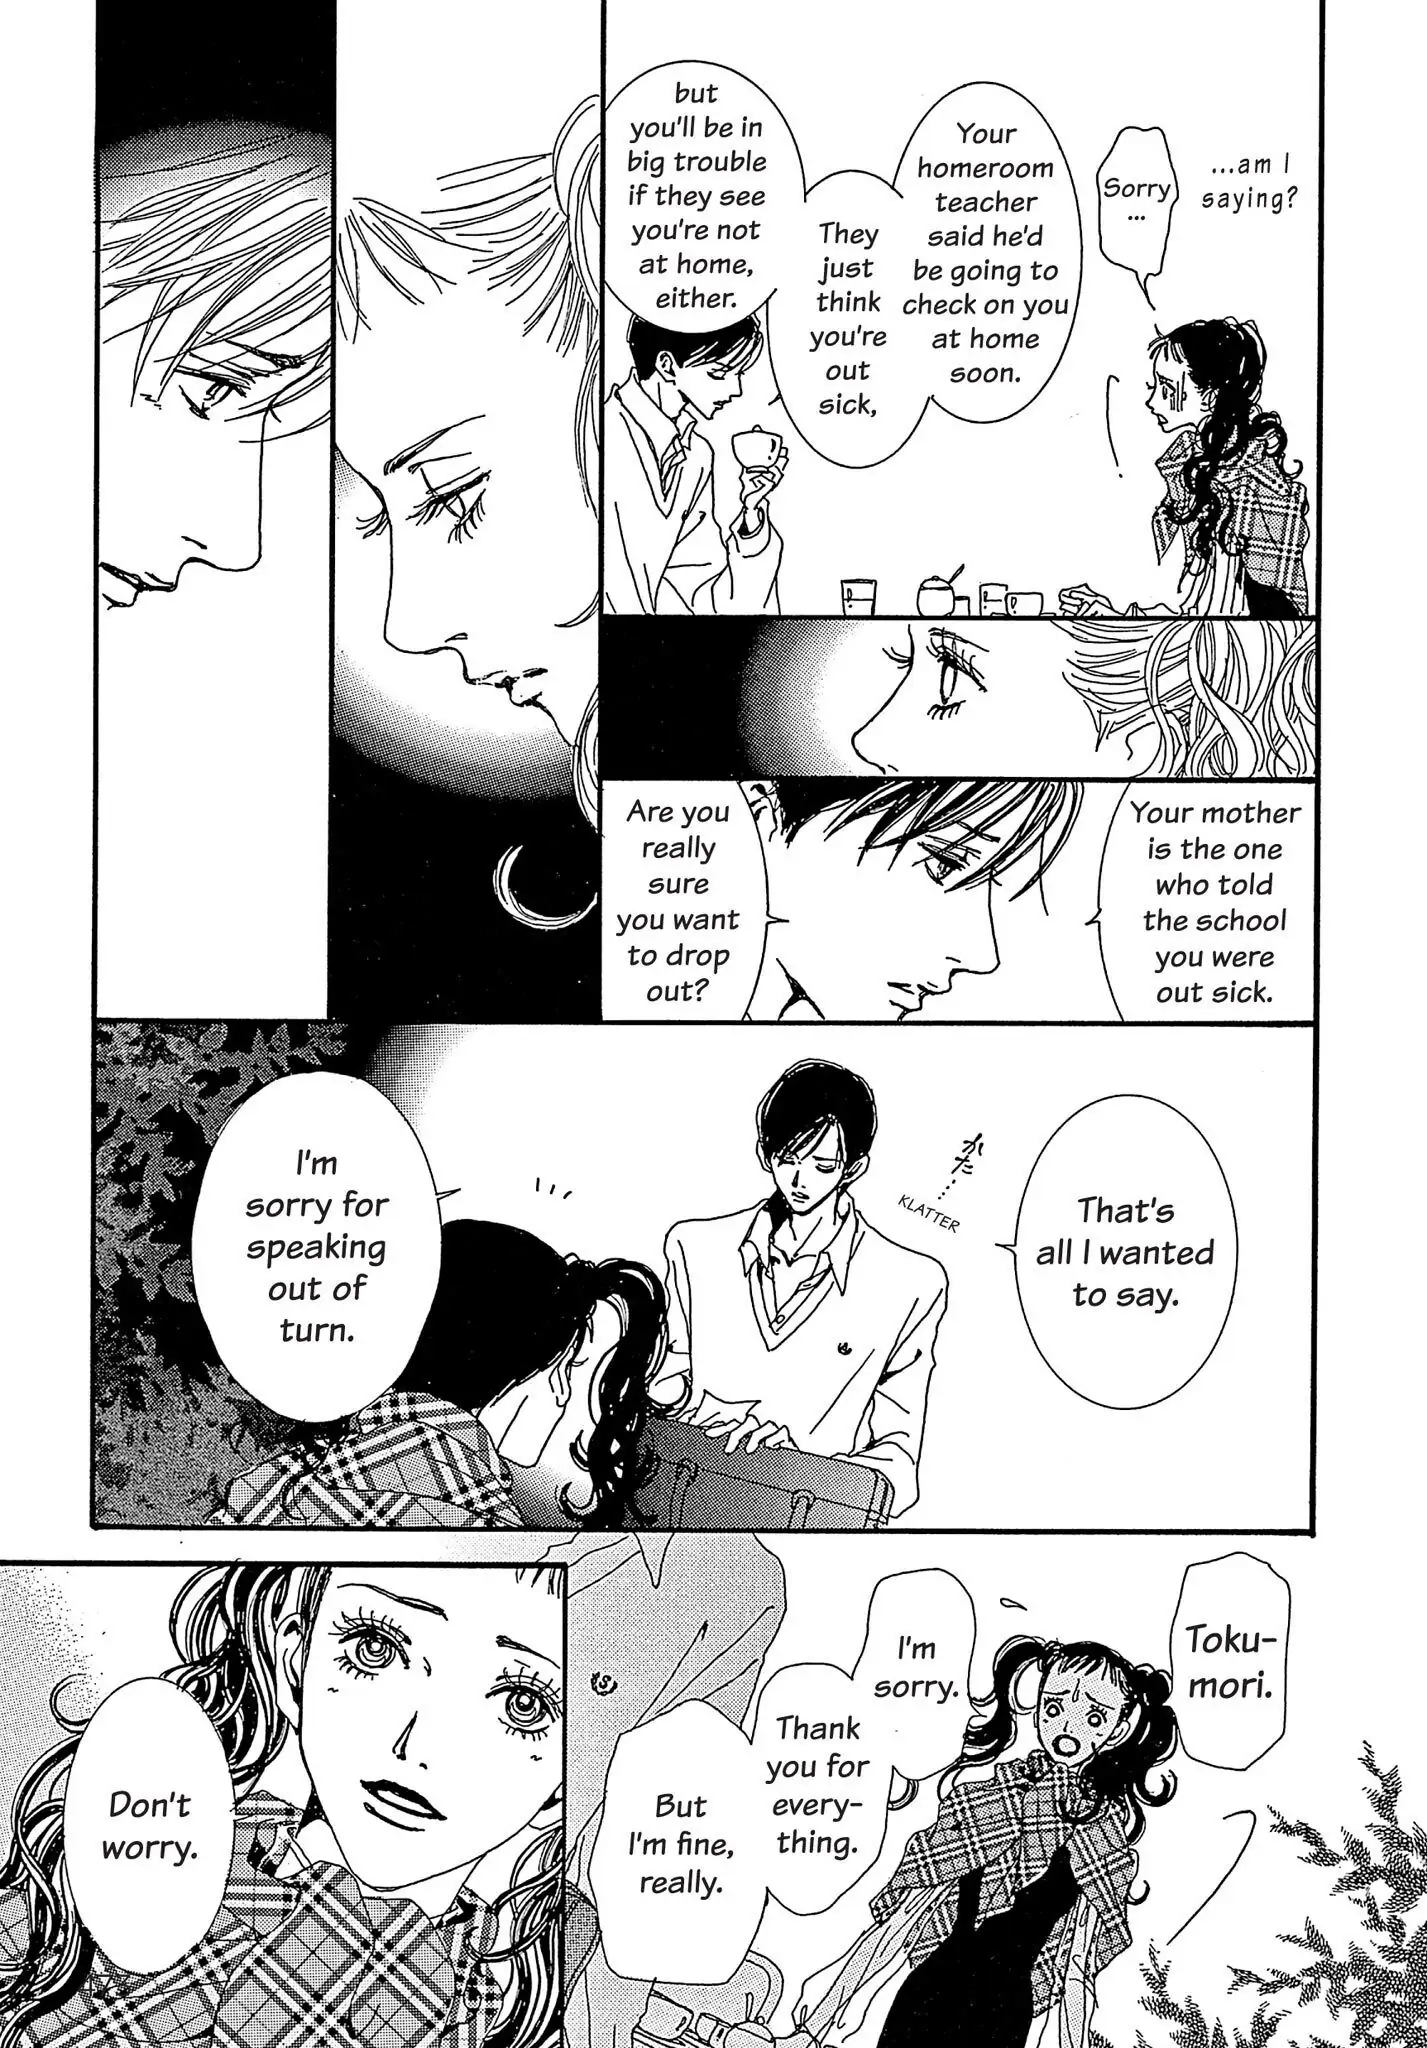 ...am I
saying?
Sorry
...
Your
homeroom
teacher
said he'd
be going to
check on you
at home
soon.
They
just
think
you're
out
sick,
but
you'll be in
big trouble
if they see
you're not
at home,
either.
Your mother
is the one
who told
the school
you were
out sick.
Are you
really
sure
you want
to drop
out?
That's
all I wanted
to say.
かた……
KLATTER
I'm
sorry for
speaking
out of
turn.
Toku-
mori.
I'm
sorry.
Thank
you for
every-
thing.
But
I'm fine,
really.
Don't
worry.